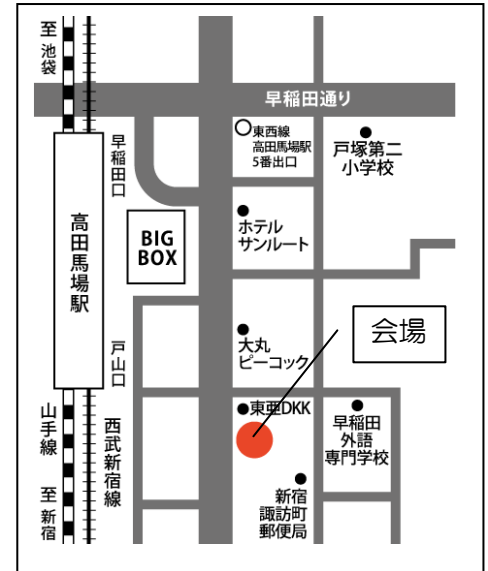 至
池袋
早稲田通り
早稲田口
東西線
高田馬場駅
5番出口
戸塚第二
小学校
高田馬場駅
BIG
BOX
ホテル
サンルート
会場
戸山口
大丸
ピーコック
東亜DKK
早稲田
外語
専門学校
山手線
西武新宿線
至
新宿
新宿
諏訪町
郵便局